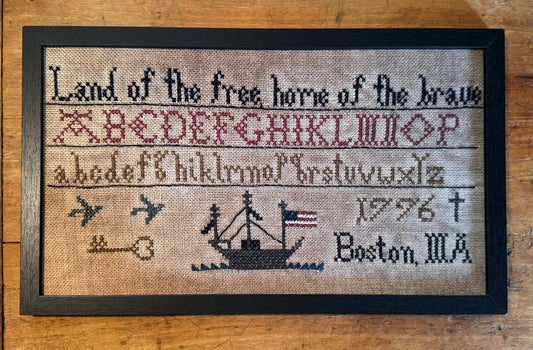 Land of the free, home of the brave
ABCDEFGHIKLMNOP
abcdefghiklmnopqrstuvwxyz
1776
Boston, MA